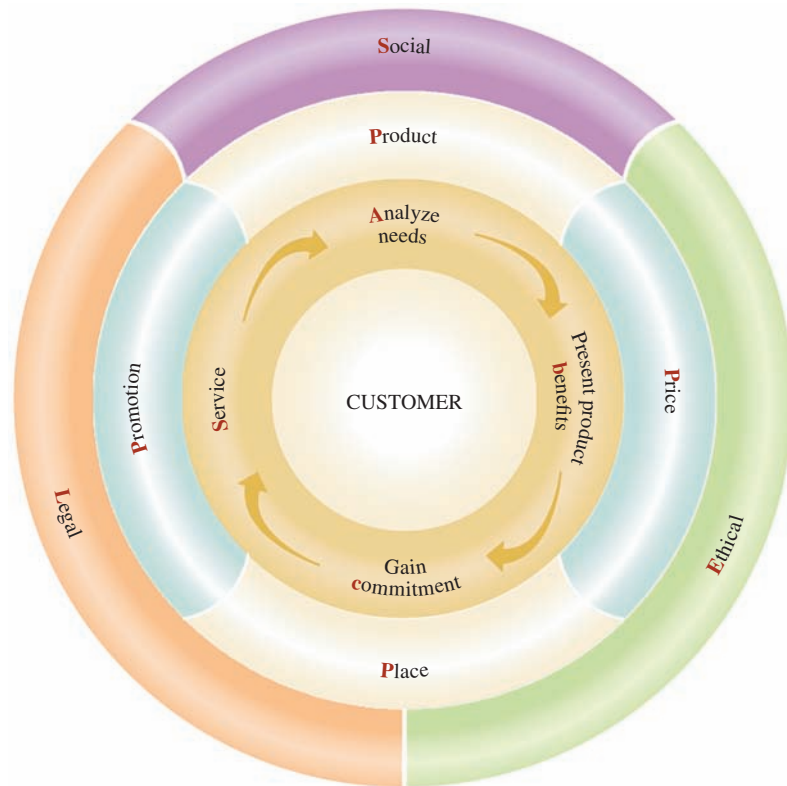 Social
Product
Analyze
needs
Present product
benefits
Price
CUSTOMER
Service
Promotion
Legal
Ethical
Gain
commitment
Place